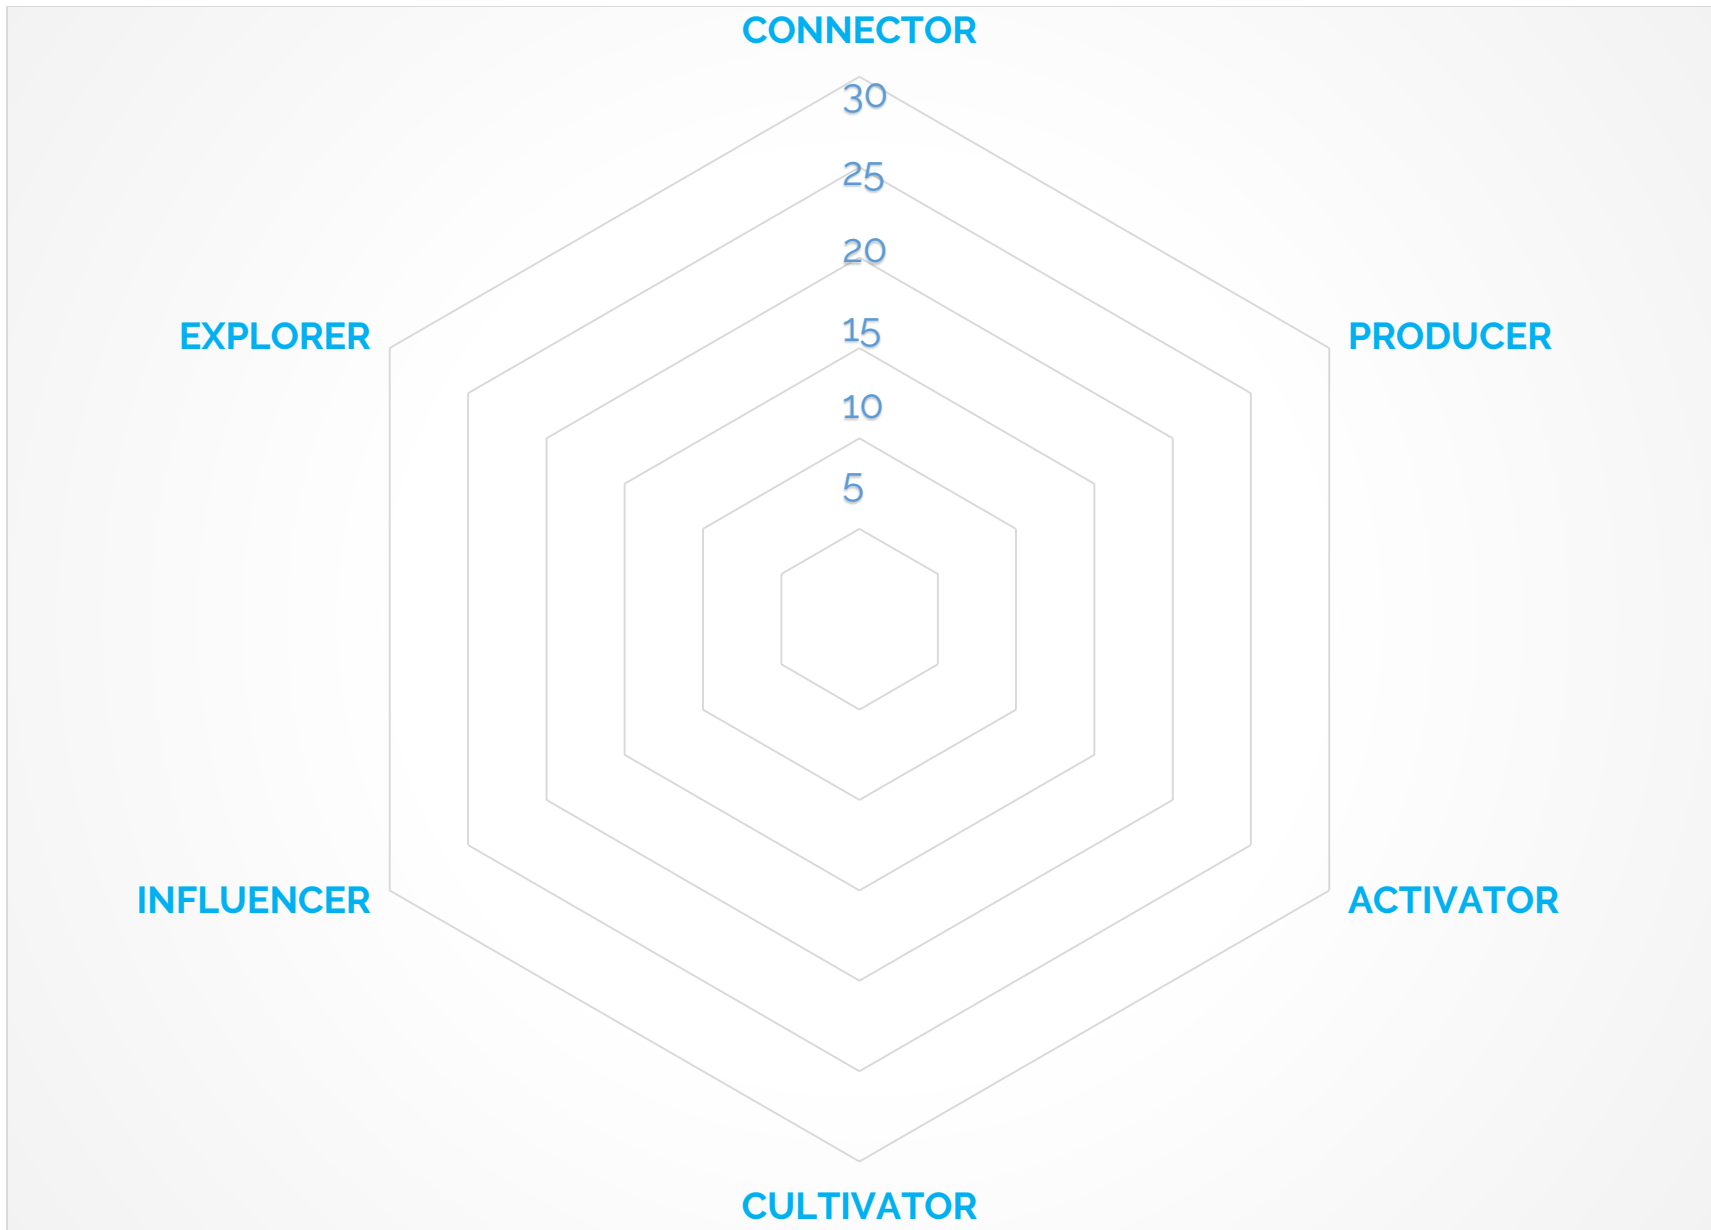 CONNECTOR
30
25
20
15
10
5
EXPLORER
PRODUCER
INFLUENCER
ACTIVATOR
CULTIVATOR